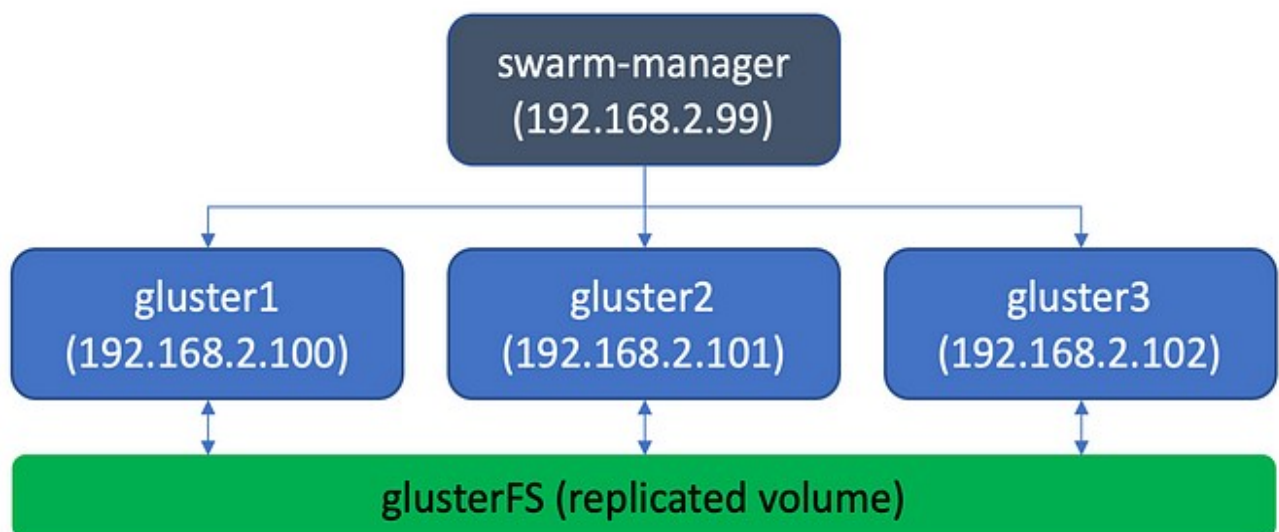 swarm-manager
(192.168.2.99)
gluster1
(192.168.2.100)
gluster2
(192.168.2.101)
gluster3
(192.168.2.102)
glusterFS (replicated volume)